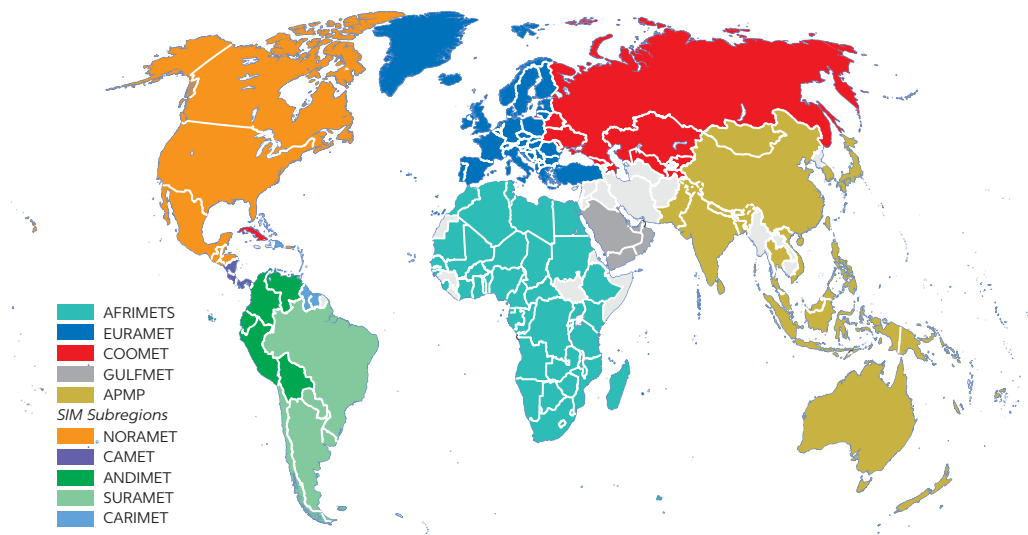 AFRIMETS
EURAMET
COOMET
GULFMET
APMP
SIM Subregions
NORAMET
CAMET
ANDIMET
SURAMET
CARIMET